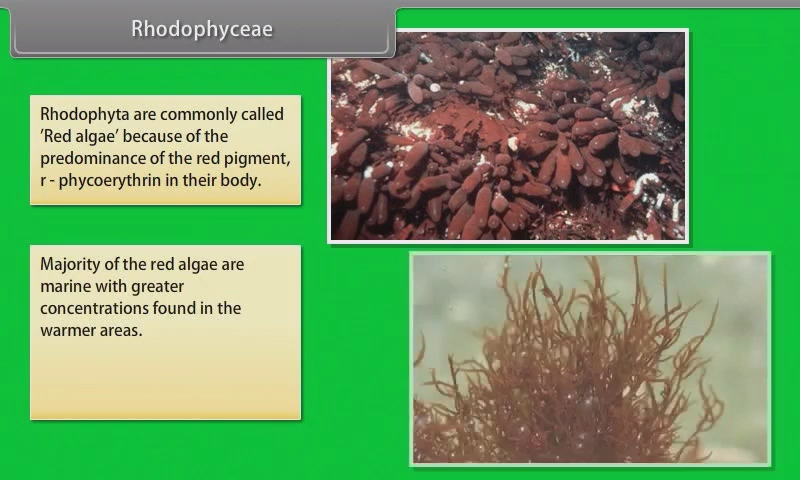 Rhodophyceae
Rhodophyta are commonly called
'Red algae' because of the
predominance of the red pigment,
r - phycoerythrin in their body.
Majority of the red algae are
marine with greater
concentrations found in the
warmer areas.